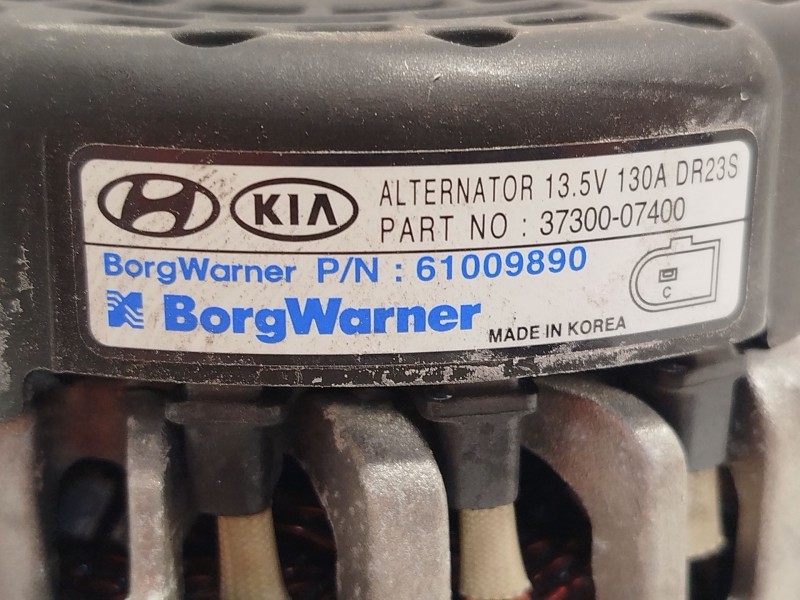 KIA ALTERNATOR 13.5V 130A DR23S
PART NO : 37300-07400
BorgWarner P/N : 61009890
BorgWarner MADE IN KOREA
C